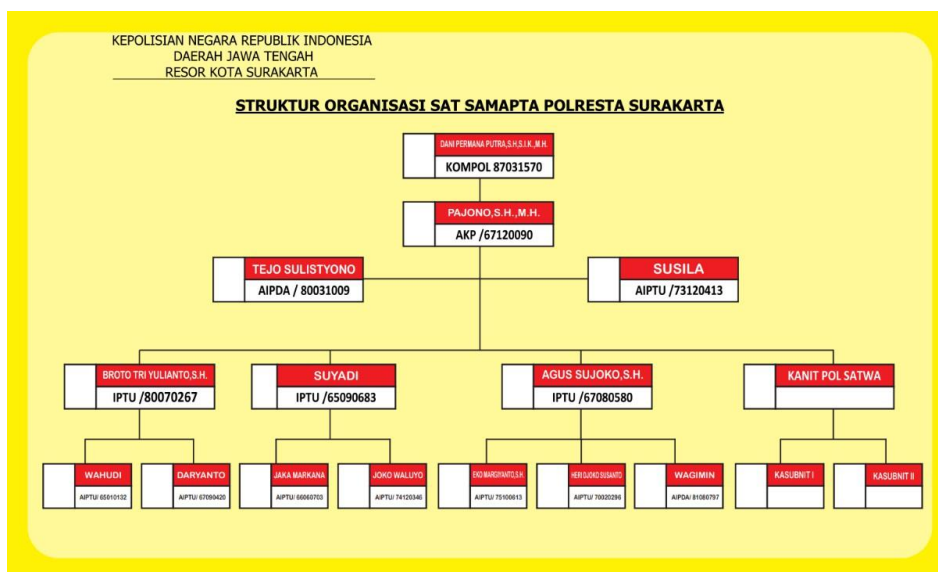 KEPOLISIAN NEGARA REPUBLIK INDONESIA
DAERAH JAWA TENGAH
RESOR KOTA SURAKARTA
STRUKTUR ORGANISASI SAT SAMAPTA POLRESTA SURAKARTA
DANI PERMANA PUTRA,S.H,S.I.K.,M.H.
KOMPOL 87031570
PAJONO,S.H.,M.H.
AKP /67120090
TEJO SULISTYONO
AIPDA / 80031009
SUSILA
AIPTU /73120413
BROTO TRI YULIANTO,S.H.
IPTU /80070267
SUYADI
IPTU /65090683
AGUS SUJOKO,S.H.
IPTU /67080580
KANIT POL SATWA
WAHUDI
AIPTU/ 65010132
DARYANTO
AIPTU/ 67090420
JAKA MARKANA
AIPTU/ 66060703
JOKO WALUYO
AIPTU/ 74120346
EKO MARGIYANTO,S.H
AIPTU/ 75100613
HERI DJOKO SUSANTO
AIPTU/ 70020296
WAGIMIN
AIPDA/ 81080797
KASUBNIT I
KASUBNIT II